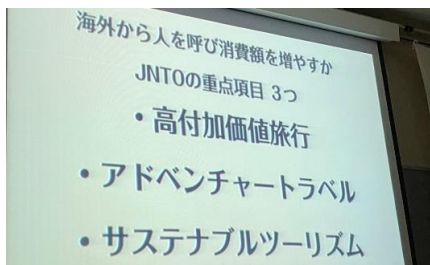 海外から人を呼び消費額を増やすか
JNTOの重点項目 3つ
・高付加価値旅行
・アドベンチャートラベル
・サステナブルツーリズム